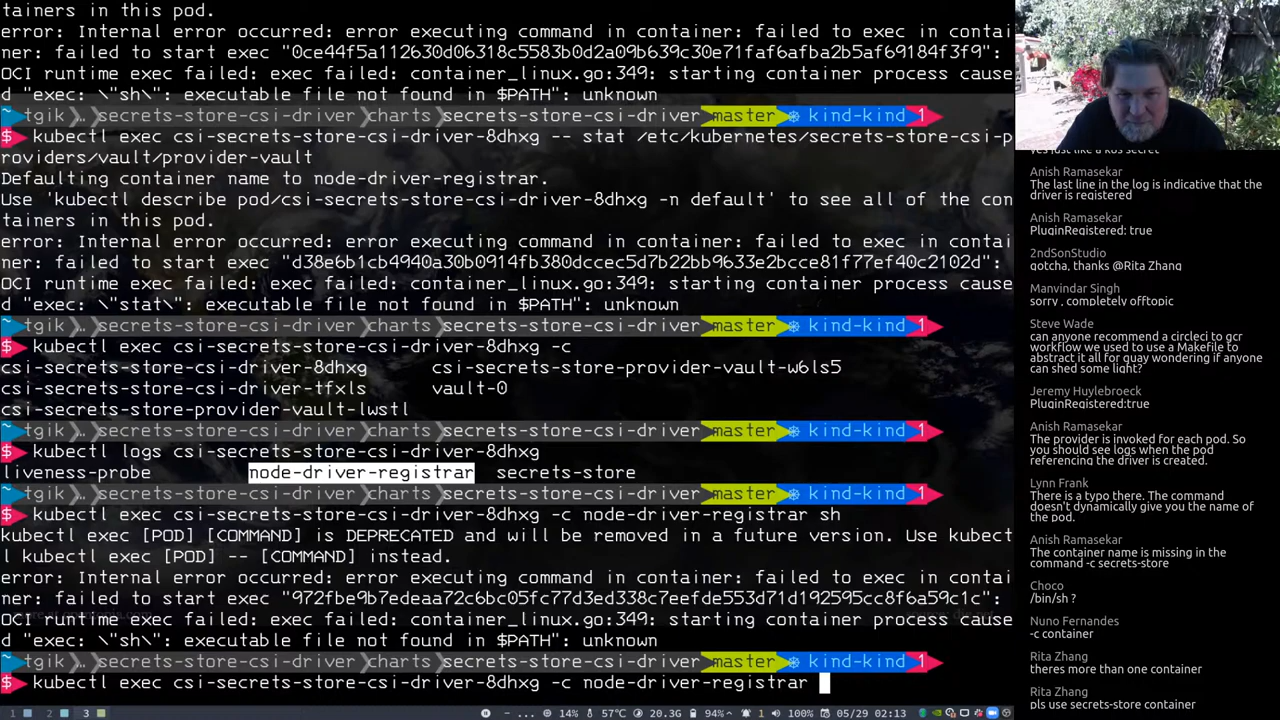 tainers in this pod.
error: Internal error occurred: error executing command in container: failed to exec in contai
ner: failed to start exec "0ce44f5a112630d06318c5583b0d2a09b639c30e71faf6afba2b5af69184f3f9":
OCI runtime exec failed: exec failed: container_linux.go:349: starting container process cause
d "exec: \"sh\": executable file not found in $PATH": unknown
~ tgik … secrets-store-csi-driver charts secrets-store-csi-driver master ⎈ kind-kind 1
$ kubectl exec csi-secrets-store-csi-driver-8dhxg -- stat /etc/kubernetes/secrets-store-csi-p
roviders/vault/provider-vault
Defaulting container name to node-driver-registrar.
Use 'kubectl describe pod/csi-secrets-store-csi-driver-8dhxg -n default' to see all of the con
tainers in this pod.
error: Internal error occurred: error executing command in container: failed to exec in contai
ner: failed to start exec "d38e6b1cb4940a30b0914fb380dccec5d7b22bb9633e2bcce81f77ef40c2102d":
OCI runtime exec failed: exec failed: container_linux.go:349: starting container process cause
d "exec: \"stat\": executable file not found in $PATH": unknown
~ tgik … secrets-store-csi-driver charts secrets-store-csi-driver master ⎈ kind-kind 1
$ kubectl exec csi-secrets-store-csi-driver-8dhxg -c
csi-secrets-store-csi-driver-8dhxg csi-secrets-store-provider-vault-w6ls5
csi-secrets-store-csi-driver-tfxls vault-0
csi-secrets-store-provider-vault-lwstl
~ tgik … secrets-store-csi-driver charts secrets-store-csi-driver master ⎈ kind-kind 1
$ kubectl logs csi-secrets-store-csi-driver-8dhxg
liveness-probe node-driver-registrar secrets-store
~ tgik … secrets-store-csi-driver charts secrets-store-csi-driver master ⎈ kind-kind 1
$ kubectl exec csi-secrets-store-csi-driver-8dhxg -c node-driver-registrar sh
kubectl exec [POD] [COMMAND] is DEPRECATED and will be removed in a future version. Use kubect
l kubectl exec [POD] -- [COMMAND] instead.
error: Internal error occurred: error executing command in container: failed to exec in contai
ner: failed to start exec "972fbe9b7edeaa72c6bc05fc77d3ed338c7eefde553d71d192595cc8f6a59c1c":
OCI runtime exec failed: exec failed: container_linux.go:349: starting container process cause
d "exec: \"sh\": executable file not found in $PATH": unknown
~ tgik … secrets-store-csi-driver charts secrets-store-csi-driver master ⎈ kind-kind 1
$ kubectl exec csi-secrets-store-csi-driver-8dhxg -c node-driver-registrar
1 2 3 - ... 14% 57°C 20.3G 94% 1 100% 05/29 02:13
yes just like a k8s secret
Anish Ramasekar
The last line in the log is indicative that the
driver is registered
Anish Ramasekar
PluginRegistered: true
2ndSonStudio
gotcha, thanks @Rita Zhang
Manvindar Singh
sorry , completely offtopic
Steve Wade
can anyone recommend a circleci to gcr
workflow we used to use a Makefile to
abstract it all for quay wondering if anyone
can shed some light?
Jeremy Huylebroeck
PluginRegistered:true
Anish Ramasekar
The provider is invoked for each pod. So
you should see logs when the pod
referencing the driver is created.
Lynn Frank
There is a typo there. The command
doesn't dynamically give you the name of
the pod.
Anish Ramasekar
The container name is missing in the
command -c secrets-store
Choco
/bin/sh ?
Nuno Fernandes
-c container
Rita Zhang
theres more than one container
Rita Zhang
pls use secrets-store container